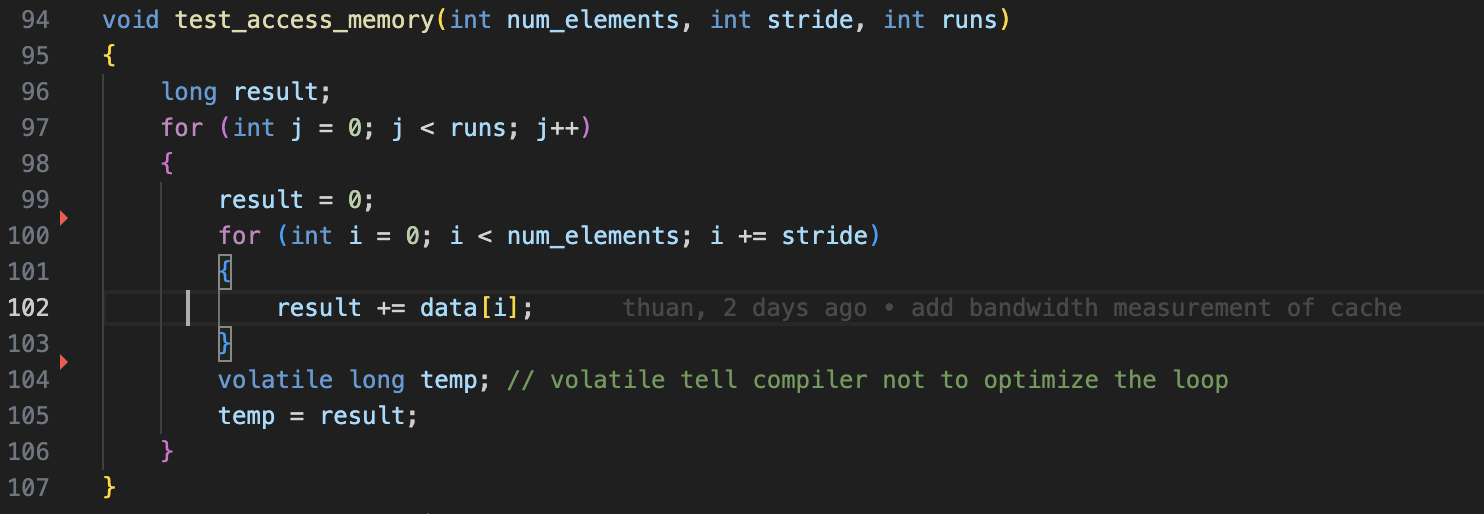 94 void test_access_memory(int num_elements, int stride, int runs)
95 {
96 long result;
97 for (int j = 0; j < runs; j++)
98 {
99 result = 0;
100 for (int i = 0; i < num_elements; i += stride)
101 {
102 result += data[i]; thuan, 2 days ago • add bandwidth measurement of cache
103 }
104 volatile long temp; // volatile tell compiler not to optimize the loop
105 temp = result;
106 }
107 }